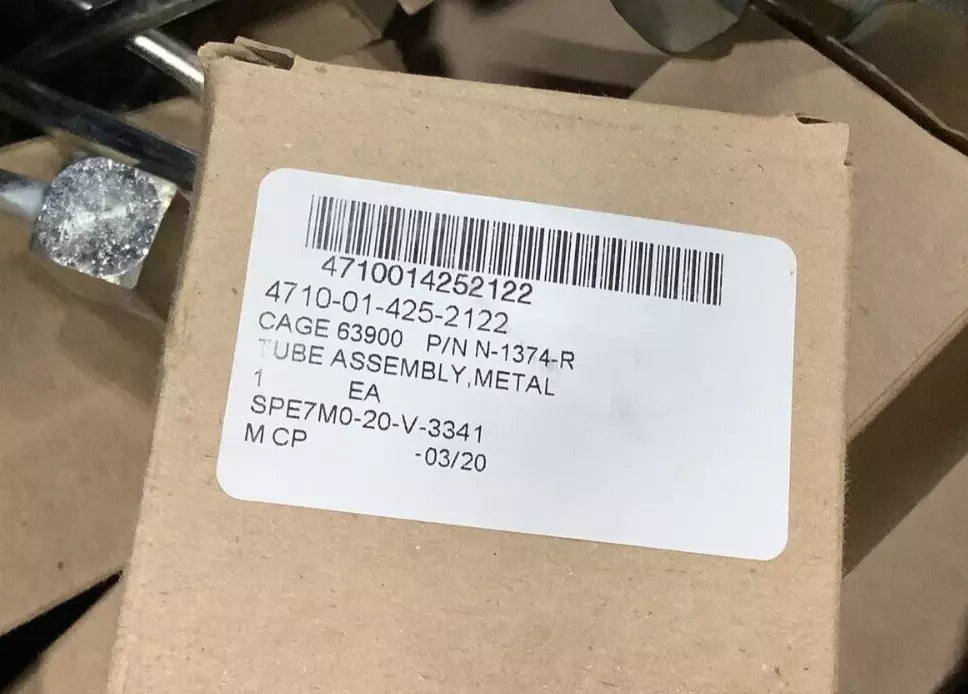 4710014252122
4710-01-425-2122
CAGE 63900 P/N N-1374-R
TUBE ASSEMBLY,METAL
1 EA
SPE7M0-20-V-3341
M CP -03/20